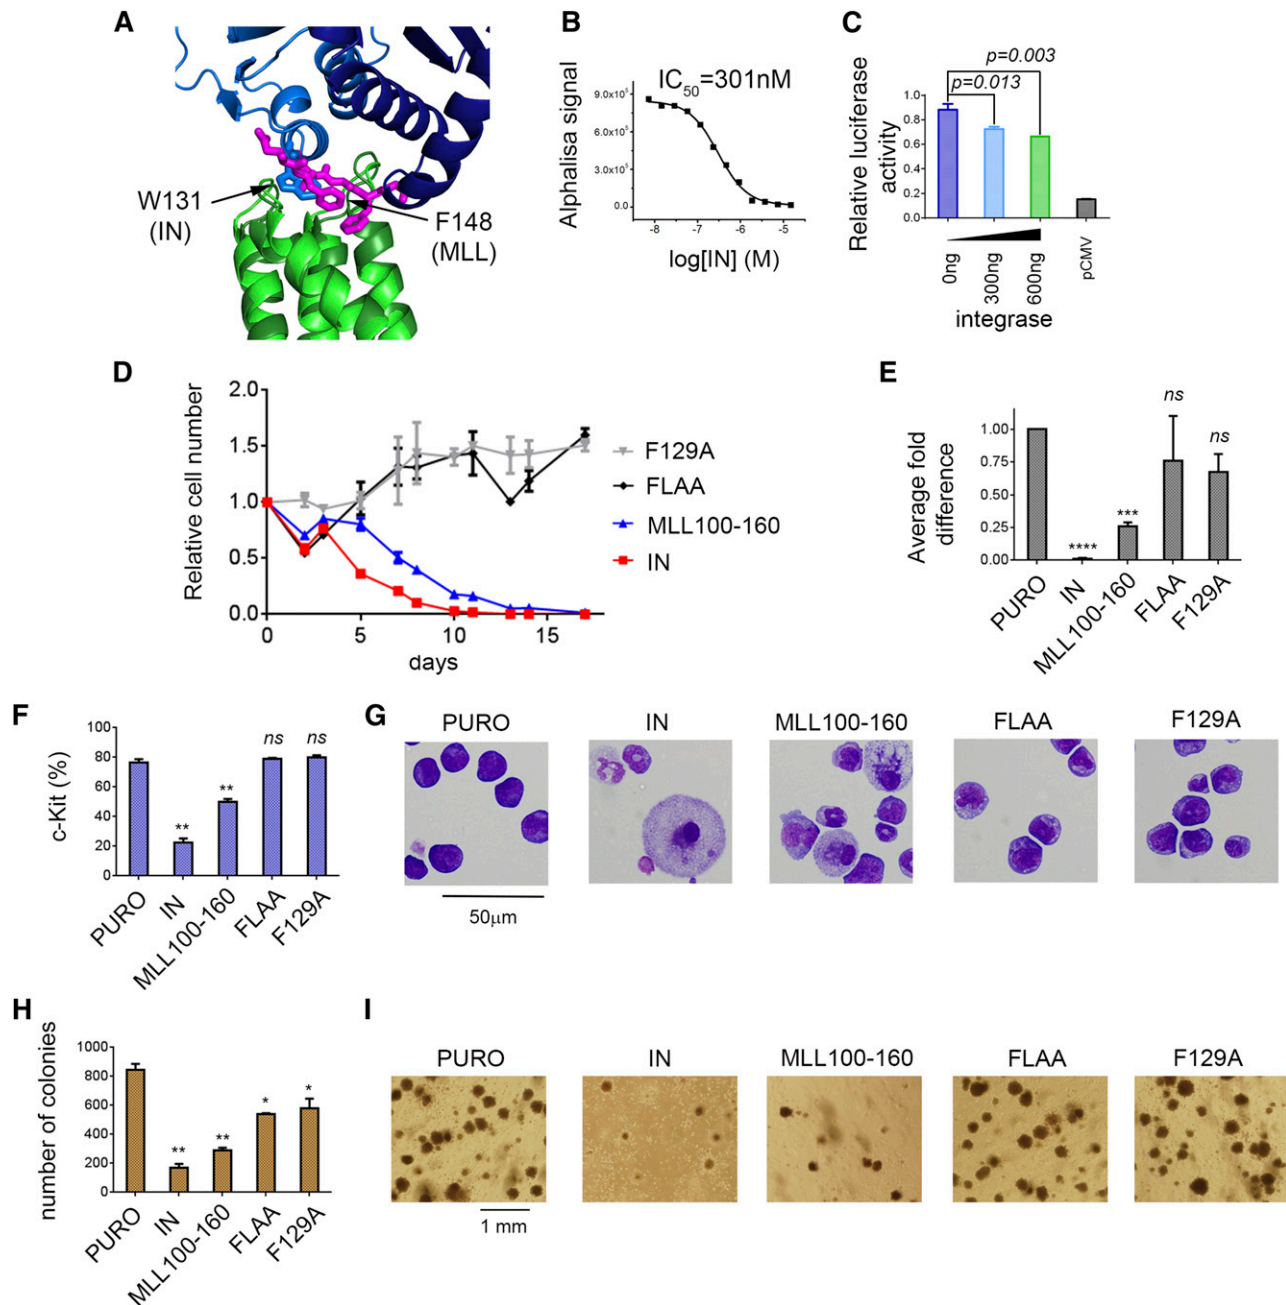 A
W131
(IN)
F148
(MLL)
B
IC50=301nM
Alphalisa signal
9.0x10^5
6.0x10^5
3.0x10^5
0.0
-8
-7
-6
-5
-4
log[IN] (M)
C
p=0.003
p=0.013
Relative luciferase
activity
1.0
0.8
0.6
0.4
0.2
0.0
0ng
300ng
600ng
pCMV
integrase
D
Relative cell number
2.0
1.5
1.0
0.5
0.0
0
5
10
15
days
F129A
FLAA
MLL100-160
IN
E
Average fold
difference
1.00
0.75
0.50
0.25
0.00
****
***
ns
ns
PURO
IN
MLL100-160
FLAA
F129A
F
c-Kit (%)
100
80
60
40
20
0
**
**
ns
ns
PURO
IN
MLL100-160
FLAA
F129A
G
PURO
IN
MLL100-160
FLAA
F129A
50μm
H
number of colonies
1000
800
600
400
200
0
**
**
*
*
PURO
IN
MLL100-160
FLAA
F129A
I
PURO
IN
MLL100-160
FLAA
F129A
1 mm